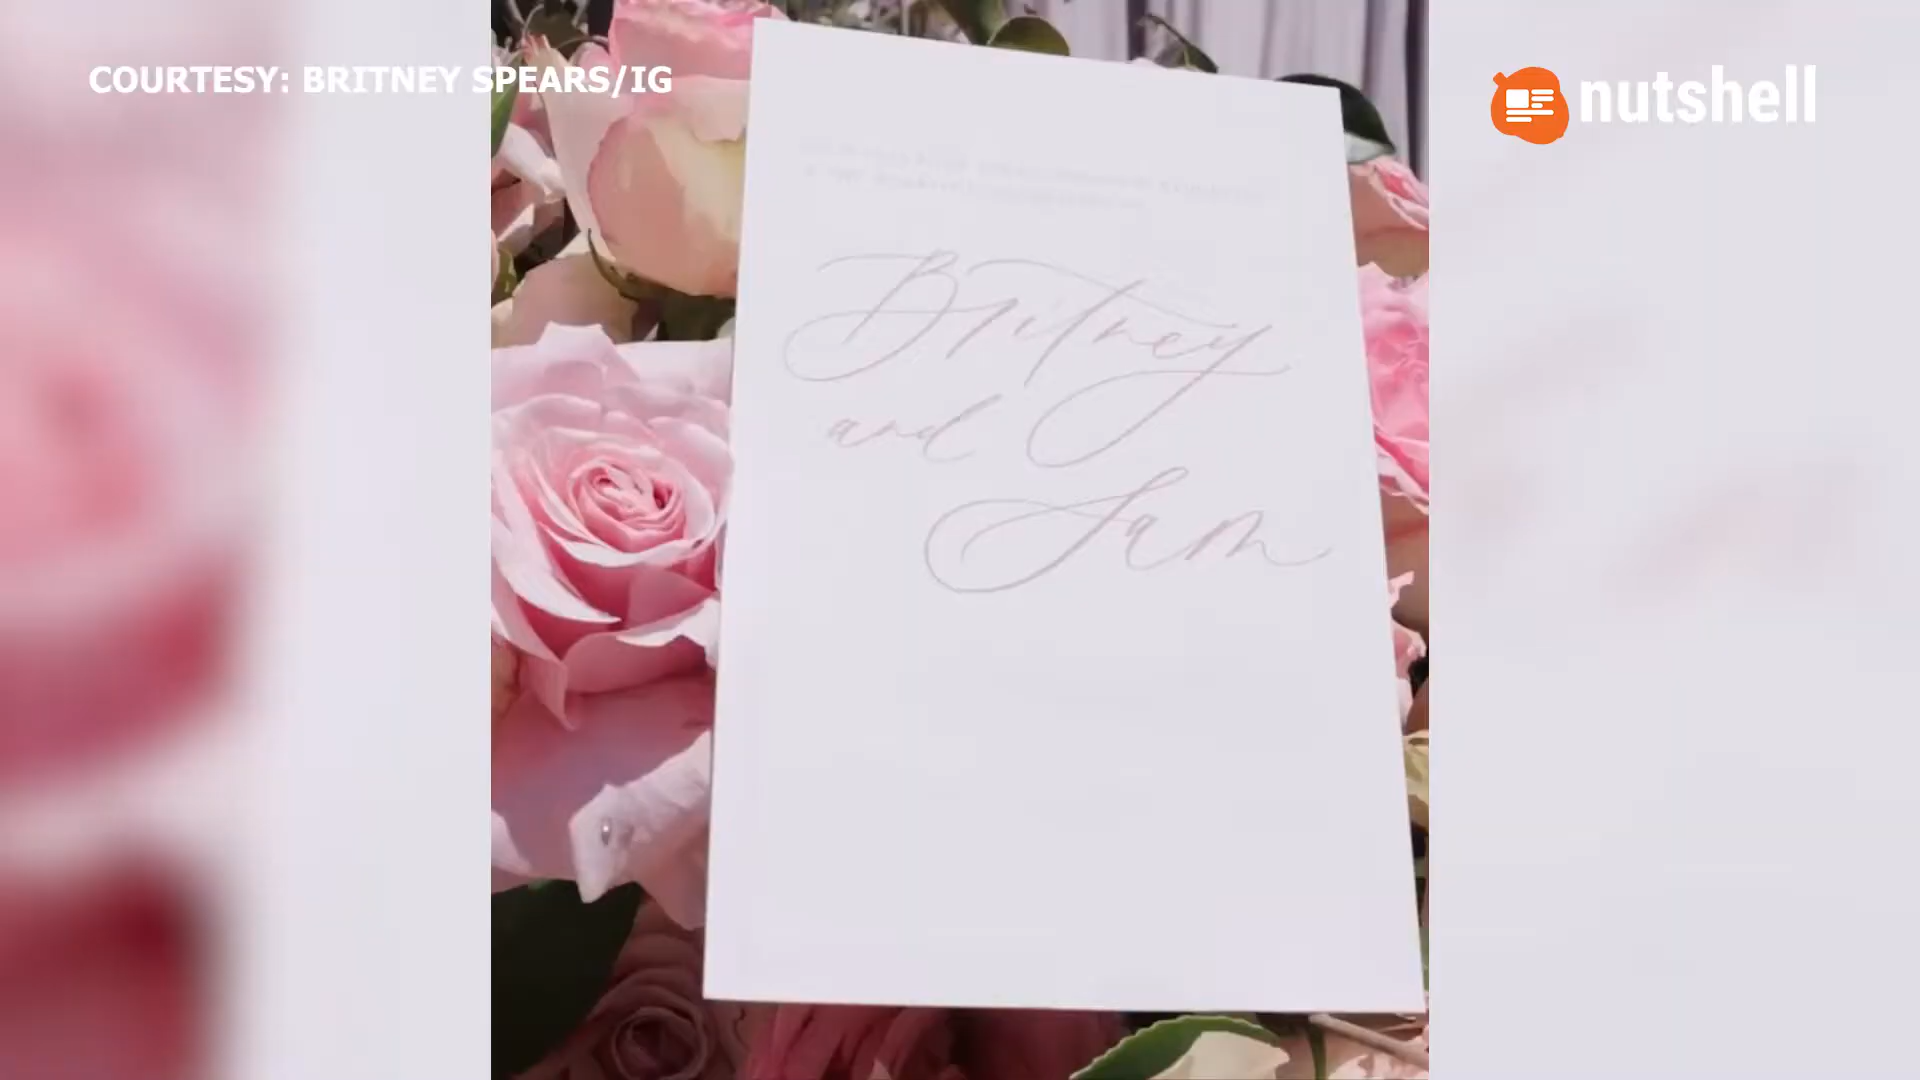 COURTESY: BRITNEY SPEARS/IG
nutshell
Britney
and
Sam